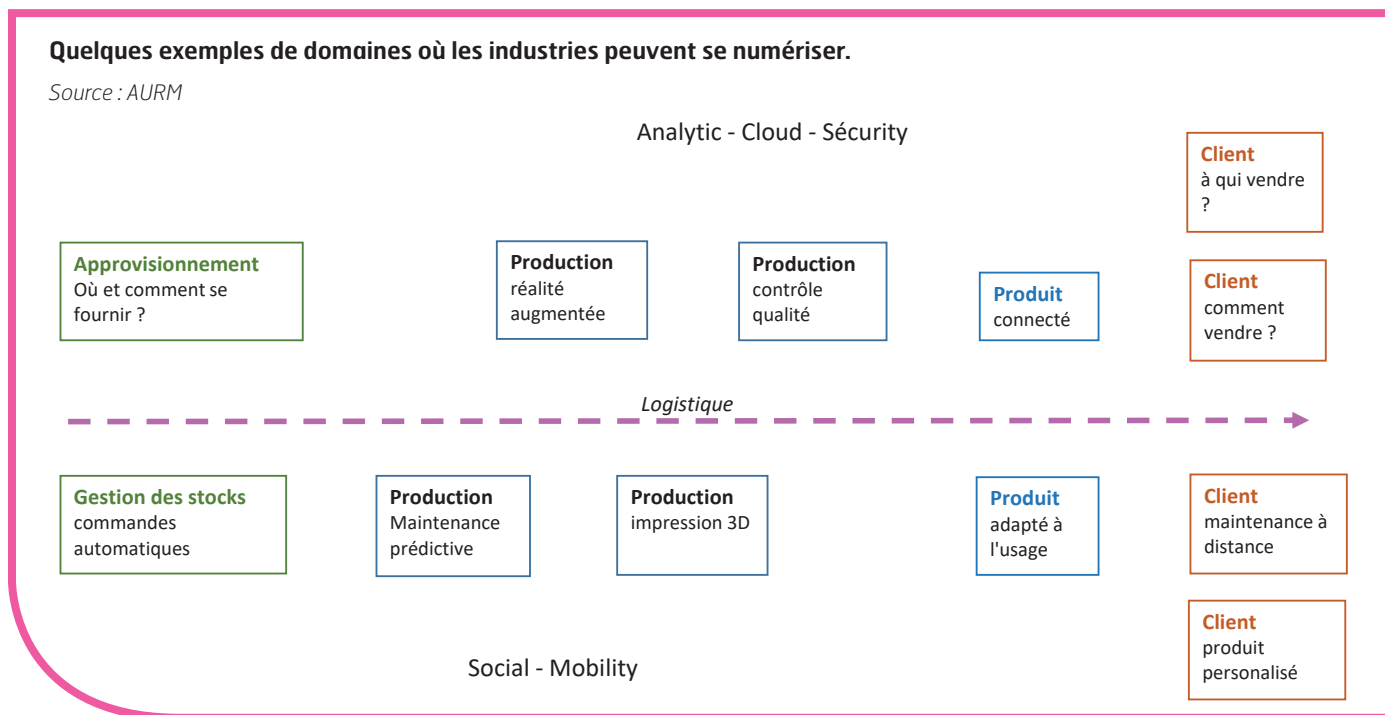 Quelques exemples de domaines où les industries peuvent se numériser.
Source : AURM
Analytic - Cloud - Sécurity
Client
à qui vendre
?
Approvisionnement
Où et comment se
fournir ?
Production
réalité
augmentée
Production
contrôle
qualité
Produit
connecté
Client
comment
vendre ?
Logistique
Gestion des stocks
commandes
automatiques
Production
Maintenance
prédictive
Production
impression 3D
Produit
adapté à
l'usage
Client
maintenance à
distance
Client
produit
personalisé
Social - Mobility